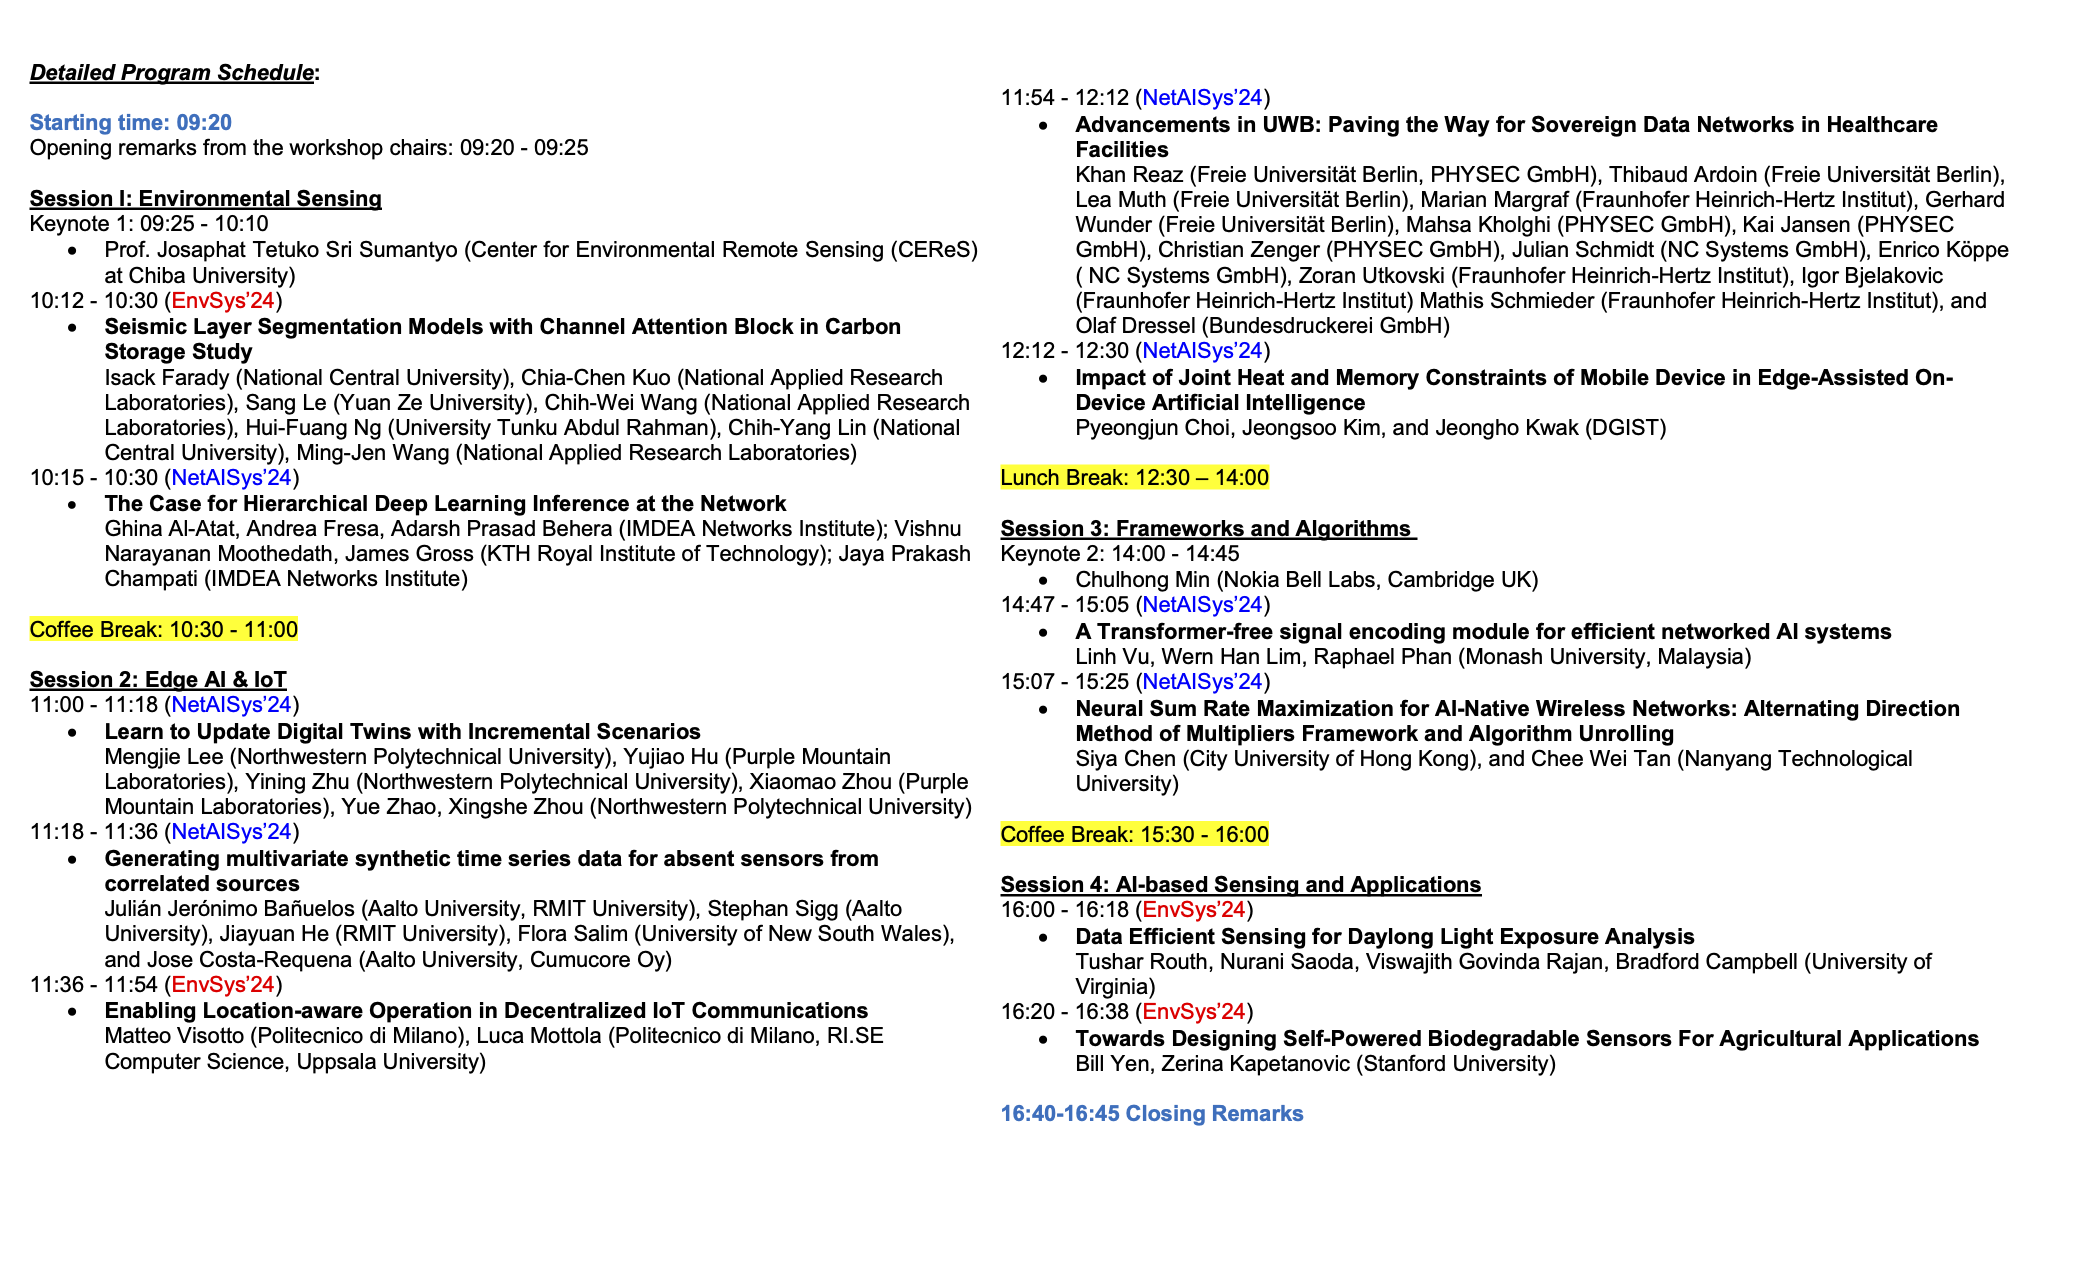 Detailed Program Schedule:
Starting time: 09:20
Opening remarks from the workshop chairs: 09:20 - 09:25
Session I: Environmental Sensing
Keynote 1: 09:25 - 10:10
• Prof. Josaphat Tetuko Sri Sumantyo (Center for Environmental Remote Sensing (CEReS)
at Chiba University)
10:12 - 10:30 (EnvSys’24)
• Seismic Layer Segmentation Models with Channel Attention Block in Carbon
Storage Study
Isack Farady (National Central University), Chia-Chen Kuo (National Applied Research
Laboratories), Sang Le (Yuan Ze University), Chih-Wei Wang (National Applied Research
Laboratories), Hui-Fuang Ng (University Tunku Abdul Rahman), Chih-Yang Lin (National
Central University), Ming-Jen Wang (National Applied Research Laboratories)
10:15 - 10:30 (NetAISys’24)
• The Case for Hierarchical Deep Learning Inference at the Network
Ghina Al-Atat, Andrea Fresa, Adarsh Prasad Behera (IMDEA Networks Institute); Vishnu
Narayanan Moothedath, James Gross (KTH Royal Institute of Technology); Jaya Prakash
Champati (IMDEA Networks Institute)
Coffee Break: 10:30 - 11:00
Session 2: Edge AI & IoT
11:00 - 11:18 (NetAISys’24)
• Learn to Update Digital Twins with Incremental Scenarios
Mengjie Lee (Northwestern Polytechnical University), Yujiao Hu (Purple Mountain
Laboratories), Yining Zhu (Northwestern Polytechnical University), Xiaomao Zhou (Purple
Mountain Laboratories), Yue Zhao, Xingshe Zhou (Northwestern Polytechnical University)
11:18 - 11:36 (NetAISys’24)
• Generating multivariate synthetic time series data for absent sensors from
correlated sources
Julián Jerónimo Bañuelos (Aalto University, RMIT University), Stephan Sigg (Aalto
University), Jiayuan He (RMIT University), Flora Salim (University of New South Wales),
and Jose Costa-Requena (Aalto University, Cumucore Oy)
11:36 - 11:54 (EnvSys’24)
• Enabling Location-aware Operation in Decentralized IoT Communications
Matteo Visotto (Politecnico di Milano), Luca Mottola (Politecnico di Milano, RI.SE
Computer Science, Uppsala University)
11:54 - 12:12 (NetAISys’24)
• Advancements in UWB: Paving the Way for Sovereign Data Networks in Healthcare
Facilities
Khan Reaz (Freie Universität Berlin, PHYSEC GmbH), Thibaud Ardoin (Freie Universität Berlin),
Lea Muth (Freie Universität Berlin), Marian Margraf (Fraunhofer Heinrich-Hertz Institut), Gerhard
Wunder (Freie Universität Berlin), Mahsa Kholghi (PHYSEC GmbH), Kai Jansen (PHYSEC
GmbH), Christian Zenger (PHYSEC GmbH), Julian Schmidt (NC Systems GmbH), Enrico Köppe
( NC Systems GmbH), Zoran Utkovski (Fraunhofer Heinrich-Hertz Institut), Igor Bjelakovic
(Fraunhofer Heinrich-Hertz Institut) Mathis Schmieder (Fraunhofer Heinrich-Hertz Institut), and
Olaf Dressel (Bundesdruckerei GmbH)
12:12 - 12:30 (NetAISys’24)
• Impact of Joint Heat and Memory Constraints of Mobile Device in Edge-Assisted On-
Device Artificial Intelligence
Pyeongjun Choi, Jeongsoo Kim, and Jeongho Kwak (DGIST)
Lunch Break: 12:30 – 14:00
Session 3: Frameworks and Algorithms
Keynote 2: 14:00 - 14:45
• Chulhong Min (Nokia Bell Labs, Cambridge UK)
14:47 - 15:05 (NetAISys’24)
• A Transformer-free signal encoding module for efficient networked AI systems
Linh Vu, Wern Han Lim, Raphael Phan (Monash University, Malaysia)
15:07 - 15:25 (NetAISys’24)
• Neural Sum Rate Maximization for AI-Native Wireless Networks: Alternating Direction
Method of Multipliers Framework and Algorithm Unrolling
Siya Chen (City University of Hong Kong), and Chee Wei Tan (Nanyang Technological
University)
Coffee Break: 15:30 - 16:00
Session 4: AI-based Sensing and Applications
16:00 - 16:18 (EnvSys’24)
• Data Efficient Sensing for Daylong Light Exposure Analysis
Tushar Routh, Nurani Saoda, Viswajith Govinda Rajan, Bradford Campbell (University of
Virginia)
16:20 - 16:38 (EnvSys’24)
• Towards Designing Self-Powered Biodegradable Sensors For Agricultural Applications
Bill Yen, Zerina Kapetanovic (Stanford University)
16:40-16:45 Closing Remarks